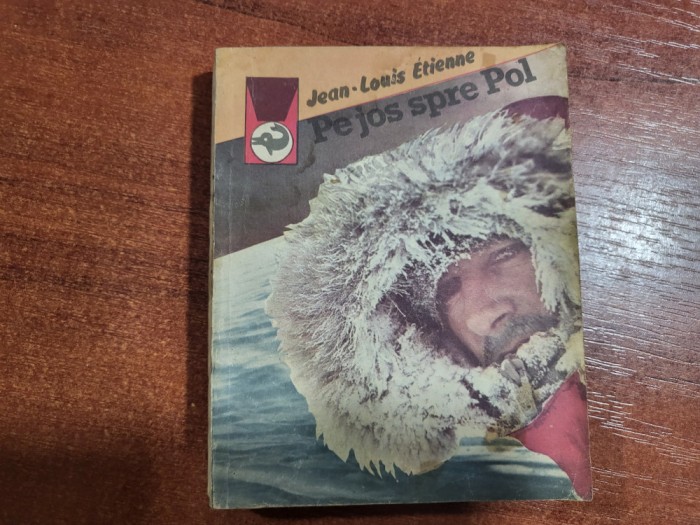 Jean-Louis Étienne
Pe jos spre Pol